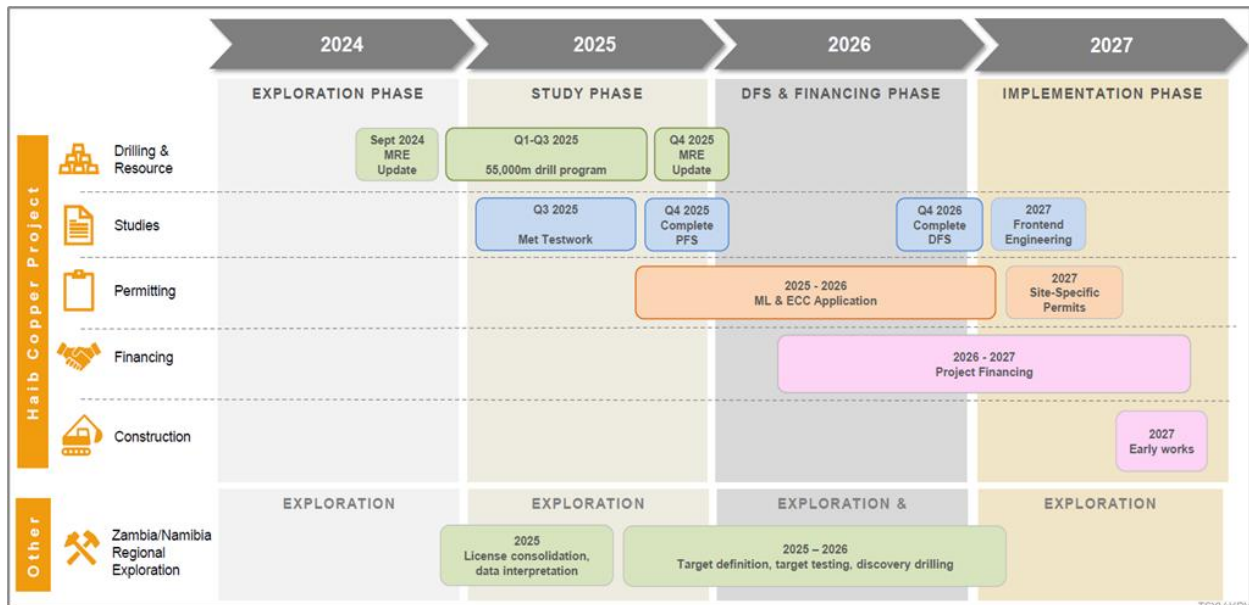 2024
2025
2026
2027
EXPLORATION PHASE
STUDY PHASE
DFS & FINANCING PHASE
IMPLEMENTATION PHASE
Haib Copper Project
Drilling &
Resource
Sept 2024
MRE
Update
Q1-Q3 2025
55,000m drill program
Q4 2025
MRE
Update
Studies
Q3 2025
Met Testwork
Q4 2025
Complete
PFS
Q4 2026
Complete
DFS
2027
Frontend
Engineering
Permitting
2025 - 2026
ML & ECC Application
2027
Site-Specific
Permits
Financing
2026 - 2027
Project Financing
Construction
2027
Early works
Other
EXPLORATION
EXPLORATION
EXPLORATION &
EXPLORATION
Zambia/Namibia
Regional
Exploration
2025
License consolidation,
data interpretation
2025 – 2026
Target definition, target testing, discovery drilling